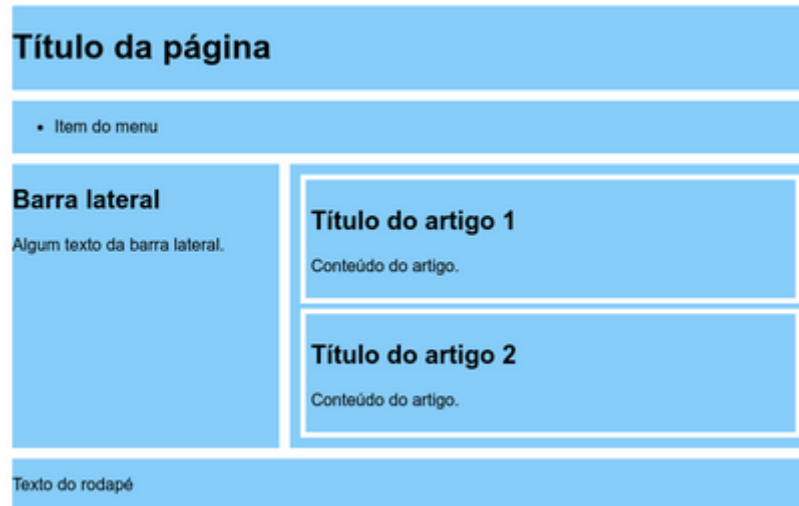 Título da página
• Item do menu
Barra lateral
Algum texto da barra lateral.
Título do artigo 1
Conteúdo do artigo.
Título do artigo 2
Conteúdo do artigo.
Texto do rodapé